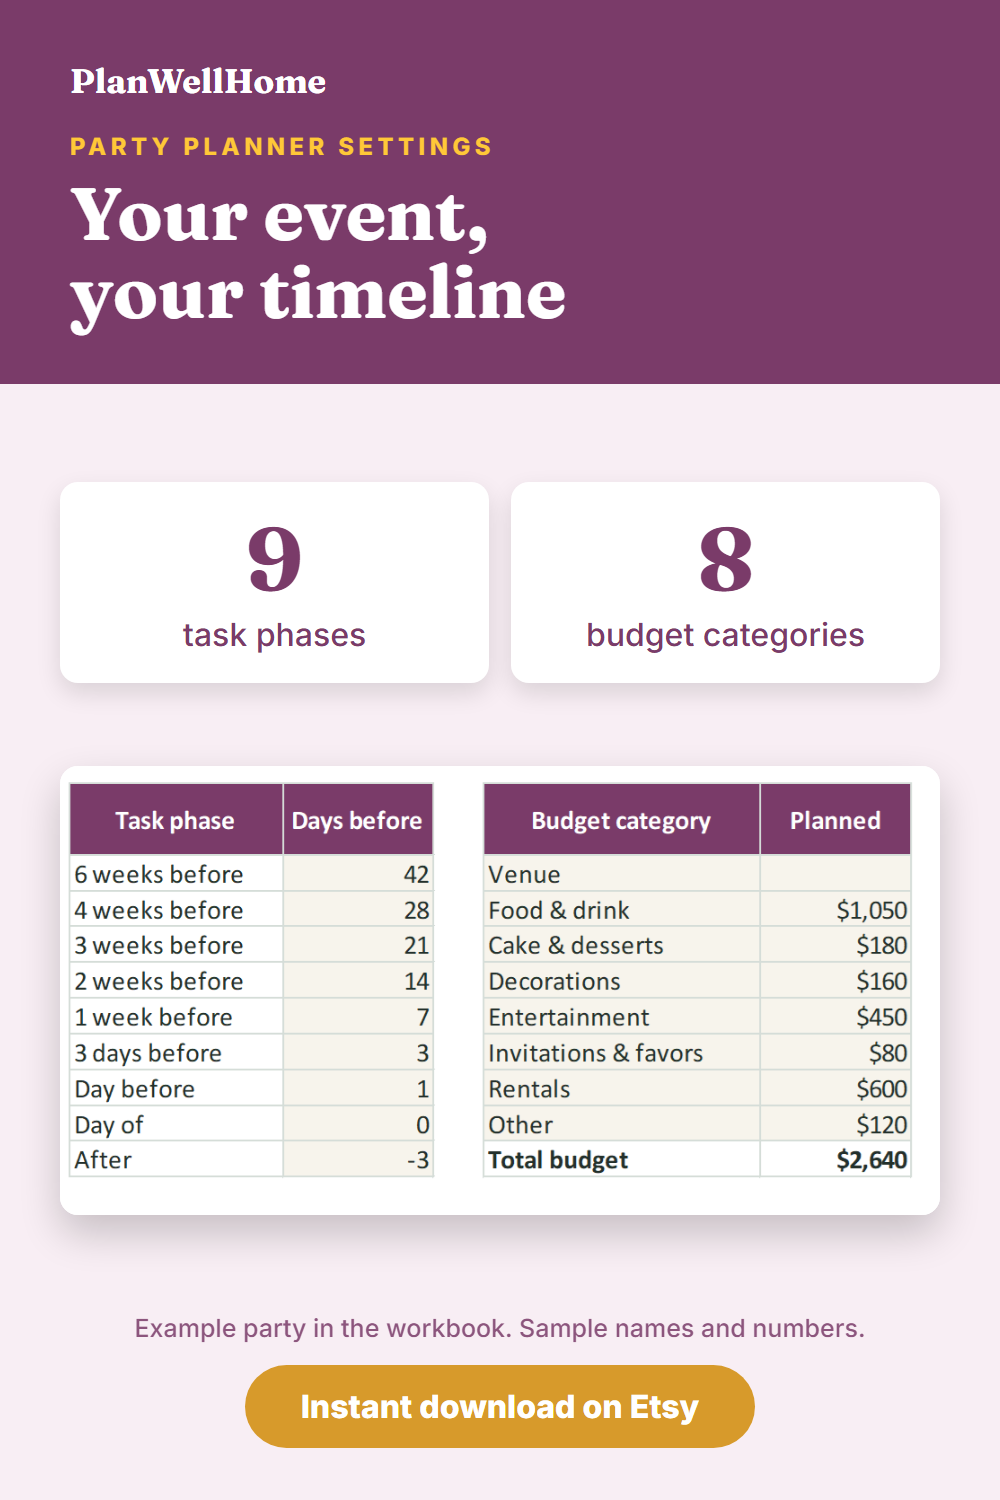 PlanWellHome
PARTY PLANNER SETTINGS
Your event,
your timeline
9
task phases
8
budget categories
Task phase Days before
6 weeks before 42
4 weeks before 28
3 weeks before 21
2 weeks before 14
1 week before 7
3 days before 3
Day before 1
Day of 0
After -3
Budget category Planned
Venue
Food & drink $1,050
Cake & desserts $180
Decorations $160
Entertainment $450
Invitations & favors $80
Rentals $600
Other $120
Total budget $2,640
Example party in the workbook. Sample names and numbers.
Instant download on Etsy